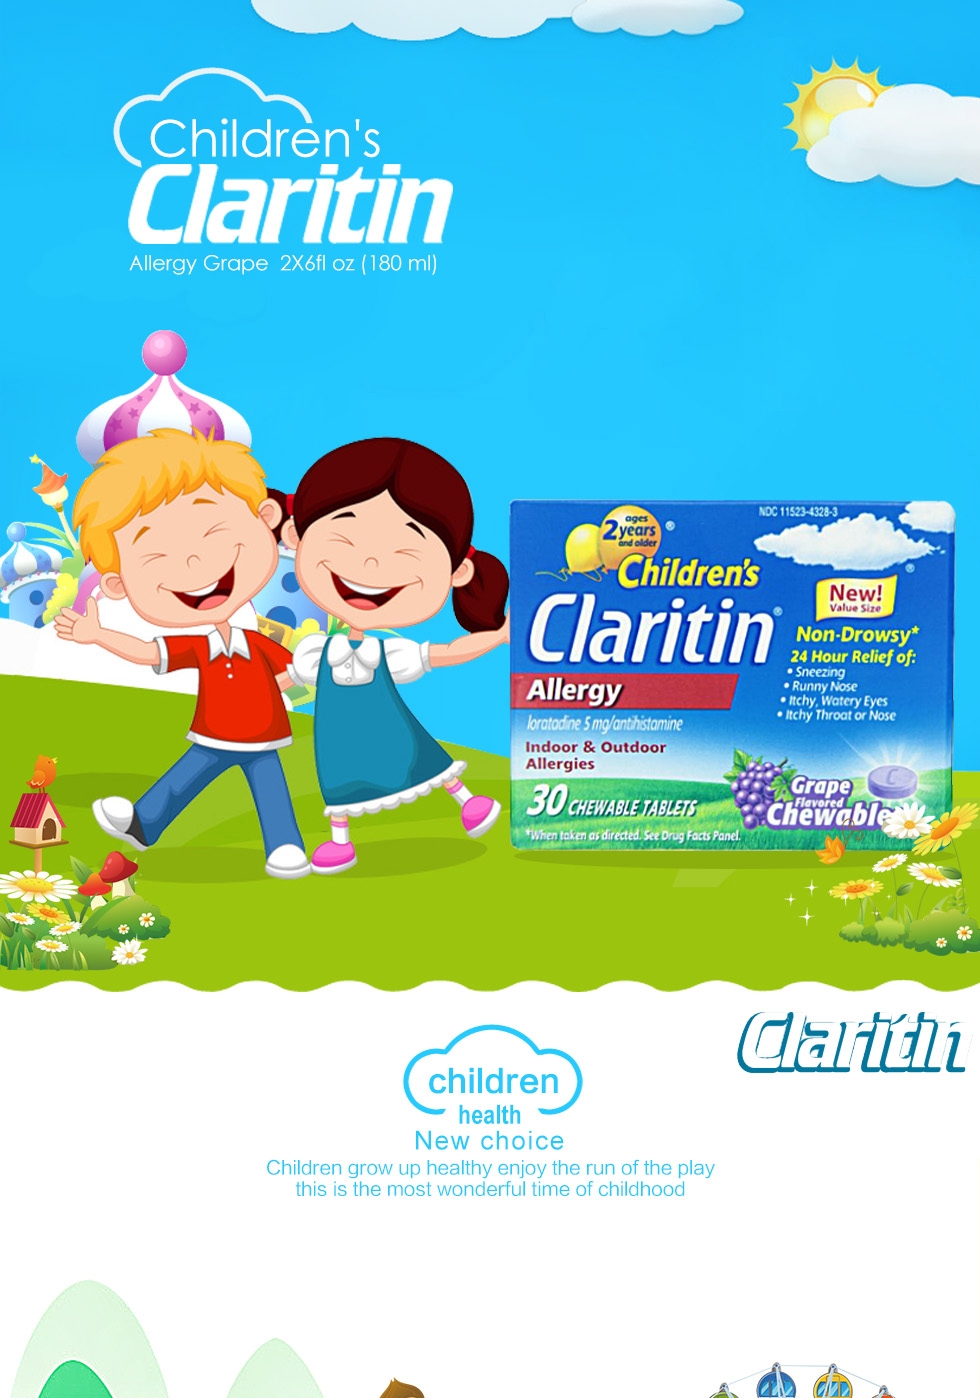 Children's
Claritin
Allergy Grape 2X6fl oz (180 ml)
NDC 11523-4328-3
ages
2 years
and older
®
Children's
Claritin®
®
New!
Value Size
Non-Drowsy*
24 Hour Relief of:
• Sneezing
• Runny Nose
• Itchy, Watery Eyes
• Itchy Throat or Nose
Allergy
loratadine 5 mg/antihistamine
Indoor & Outdoor
Allergies
30 CHEWABLE TABLETS
*When taken as directed. See Drug Facts Panel.
Grape
Flavored
Chewable
C
Claritin
children
health
New choice
Children grow up healthy enjoy the run of the play
this is the most wonderful time of childhood